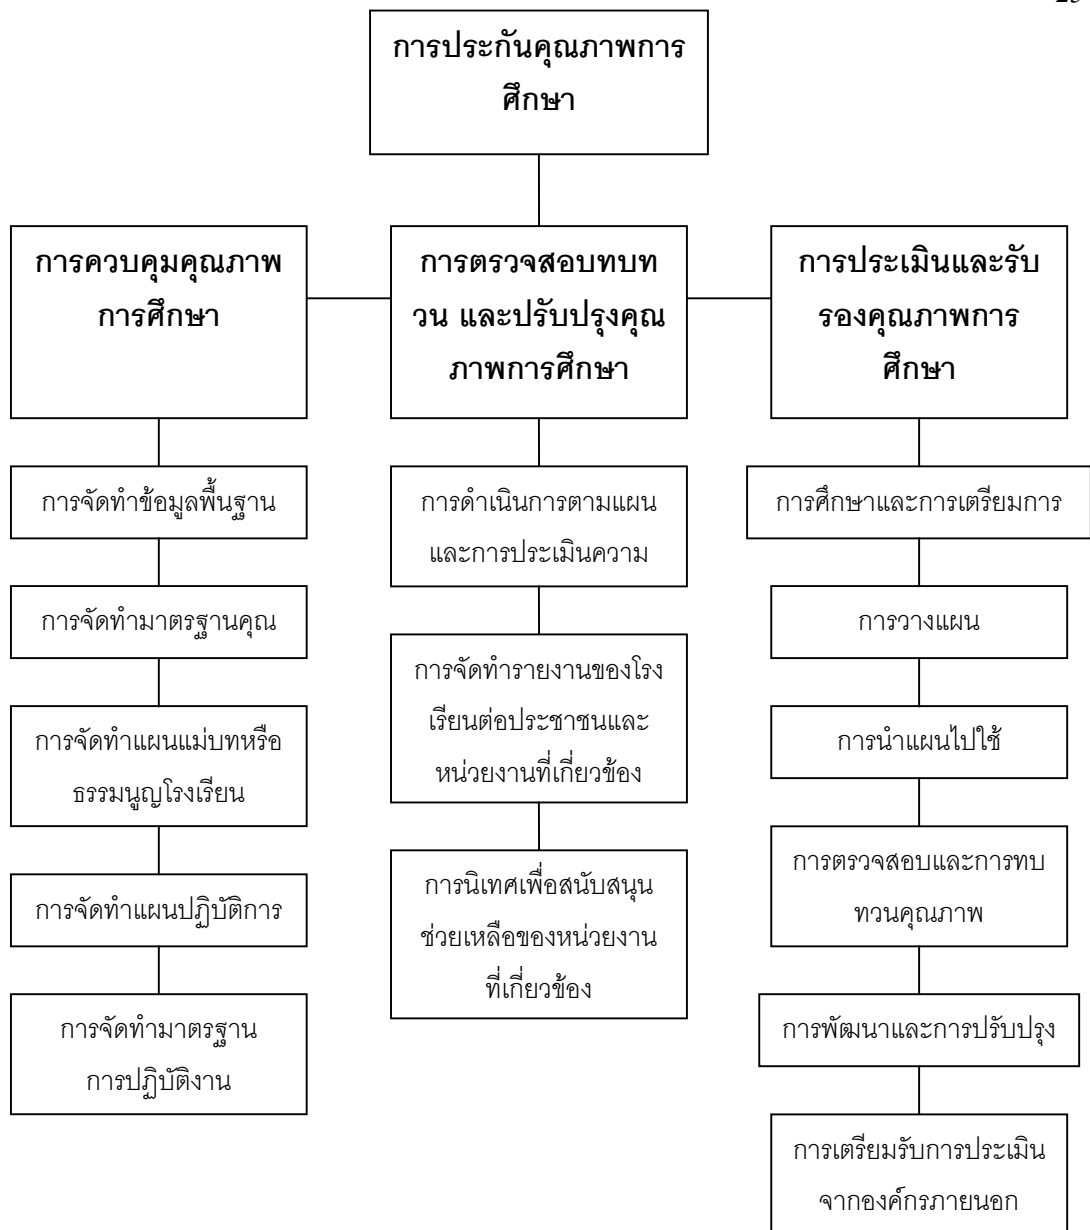 การประกันคุณภาพการ
ศึกษา
การควบคุมคุณภาพ
การศึกษา
การตรวจสอบทบท
วน และปรับปรุงคุณ
ภาพการศึกษา
การประเมินและรับ
รองคุณภาพการ
ศึกษา
การจัดทำข้อมูลพื้นฐาน
การจัดทำมาตรฐานคุณ
การจัดทำแผนแม่บทหรือ
ธรรมนูญโรงเรียน
การจัดทำแผนปฏิบัติการ
การจัดทำมาตรฐาน
การปฏิบัติงาน
การดำเนินการตามแผน
และการประเมินความ
การจัดทำรายงานของโรง
เรียนต่อประชาชนและ
หน่วยงานที่เกี่ยวข้อง
การนิเทศเพื่อสนับสนุน
ช่วยเหลือของหน่วยงาน
ที่เกี่ยวข้อง
การศึกษาและการเตรียมการ
การวางแผน
การนำแผนไปใช้
การตรวจสอบและการทบ
ทวนคุณภาพ
การพัฒนาและการปรับปรุง
การเตรียมรับการประเมิน
จากองค์กรภายนอก